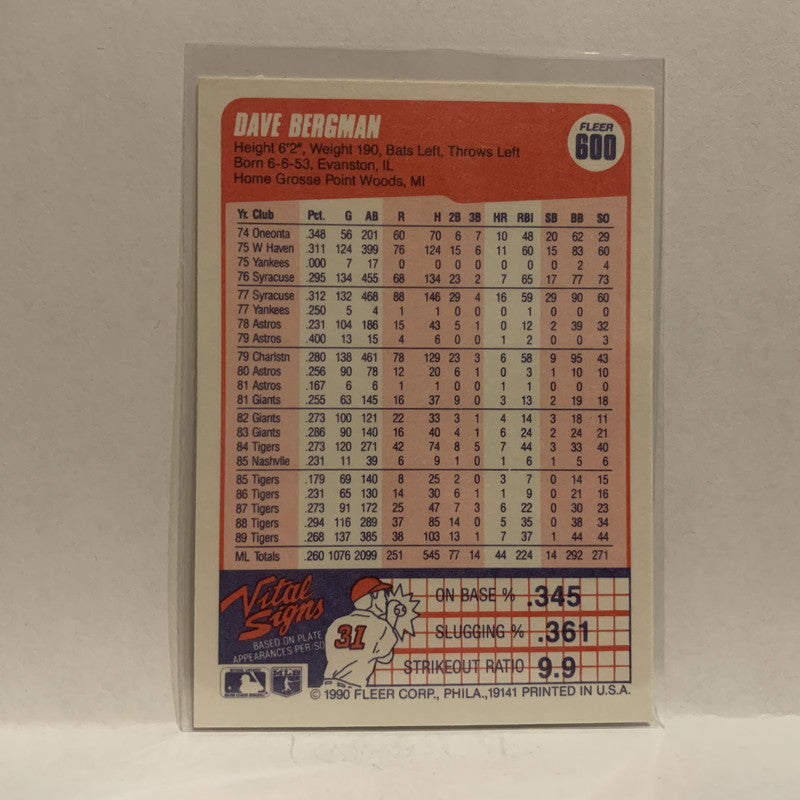 DAVE BERGMAN
FLEER
600
Height 6'2", Weight 190, Bats Left, Throws Left
Born 6-6-53, Evanston, IL
Home Grosse Point Woods, MI
Yr. Club Pct. G AB R H 2B 3B HR RBI SB BB SO
74 Oneonta .348 56 201 60 70 6 7 10 48 20 62 29
75 W Haven .311 124 399 76 124 15 6 11 60 15 83 60
75 Yankees .000 7 17 0 0 0 0 0 0 0 2 4
76 Syracuse .295 134 455 68 134 23 2 7 65 17 77 73
77 Syracuse .312 132 468 88 146 29 4 16 59 29 90 60
77 Yankees .250 5 4 1 1 0 0 0 1 0 0 0
78 Astros .231 104 186 15 43 5 1 0 12 2 39 32
79 Astros .400 13 15 4 6 0 0 1 2 0 0 3
79 Charlstn .280 138 461 78 129 23 3 6 58 9 95 43
80 Astros .256 90 78 12 20 6 1 0 3 1 10 10
81 Astros .167 6 6 1 1 0 0 0 1 0 0 0
81 Giants .255 63 145 16 37 9 0 3 13 2 19 18
82 Giants .273 100 121 22 33 3 1 4 14 3 18 11
83 Giants .286 90 140 16 40 4 1 6 24 2 24 21
84 Tigers .273 120 271 42 74 8 5 7 44 3 33 40
85 Nashvlle .231 11 39 6 9 1 0 1 6 1 5 6
85 Tigers .179 69 140 8 25 2 0 3 7 0 14 15
86 Tigers .231 65 130 14 30 6 1 1 9 0 21 16
87 Tigers .273 91 172 25 47 7 3 6 22 0 30 23
88 Tigers .294 116 289 37 85 14 0 5 35 0 38 34
89 Tigers .268 137 385 38 103 13 1 7 37 1 44 44
ML Totals .260 1076 2099 251 545 77 14 44 224 14 292 271
Vital
Signs
BASED ON PLATE
APPEARANCES PER/SO
31
ON BASE % .345
SLUGGING % .361
STRIKEOUT RATIO 9.9
© 1990 FLEER CORP., PHILA.,19141 PRINTED IN U.S.A.